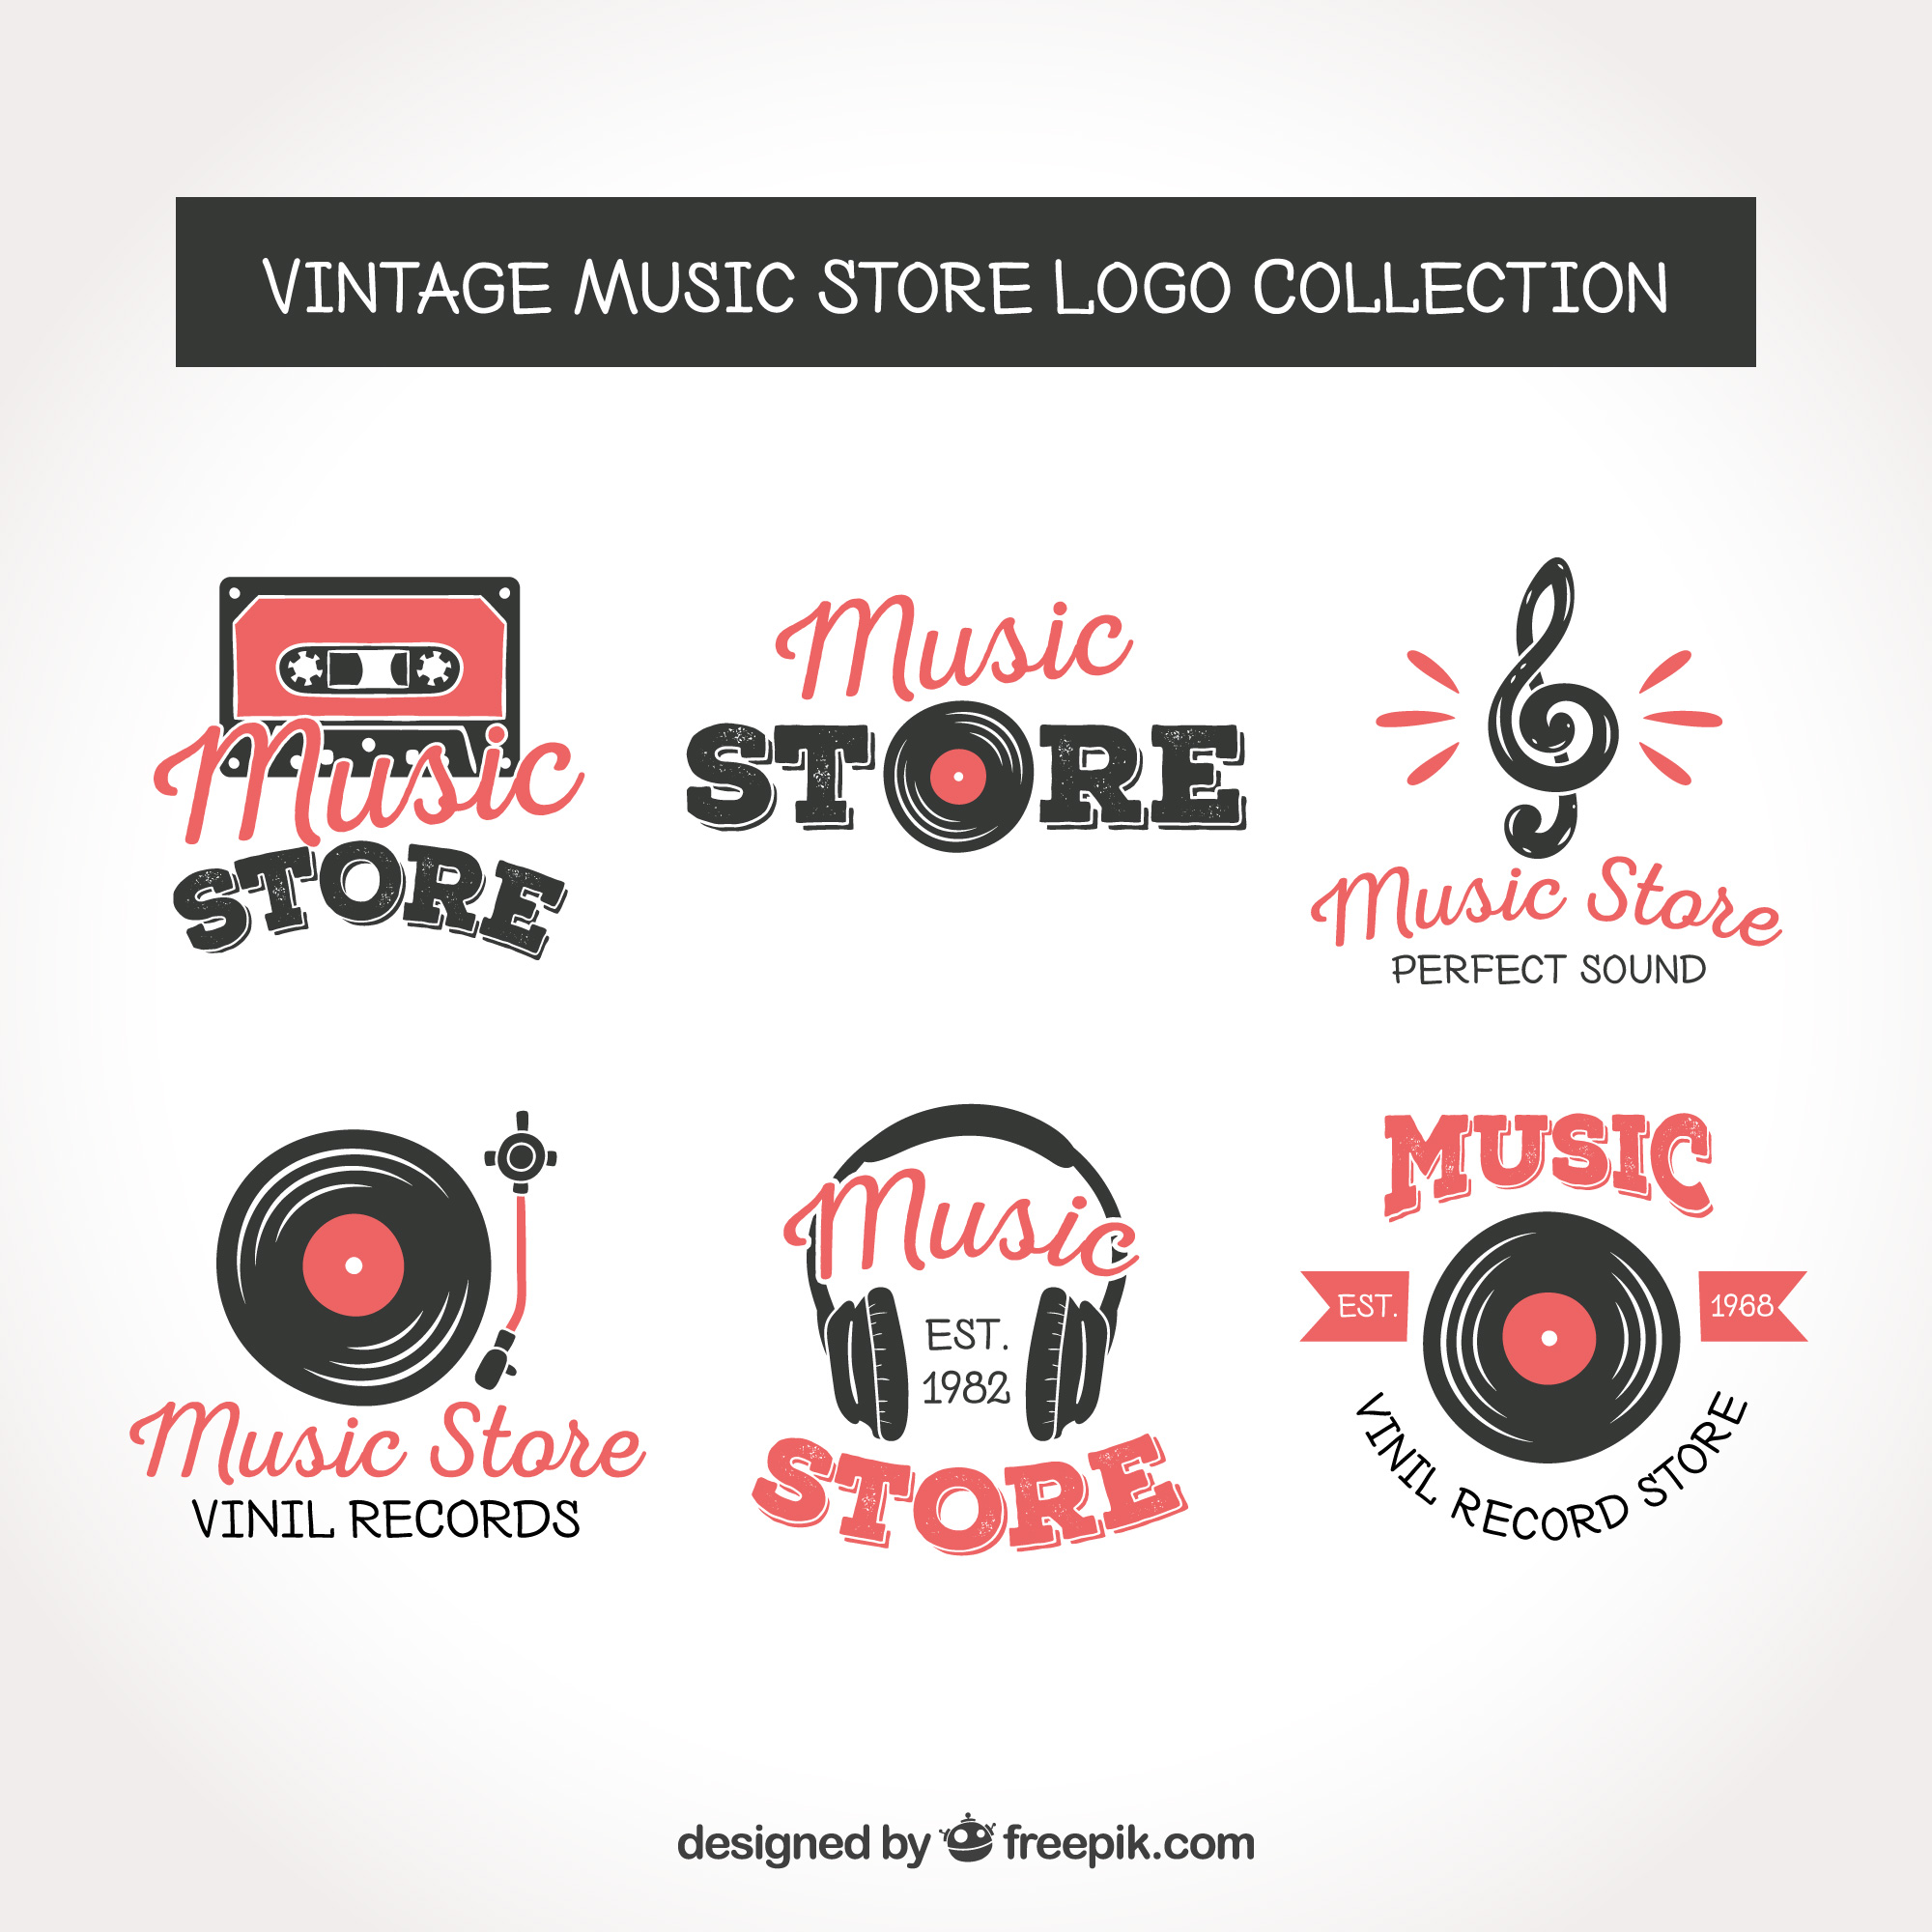 VINTAGE MUSIC STORE LOGO COLLECTION
Music
STORE
Music
STORE
Music Store
PERFECT SOUND
Music Store
VINIL RECORDS
Music
EST.
1982
STORE
MUSIC
EST.
1968
VINIL RECORD STORE
designed by freepik.com